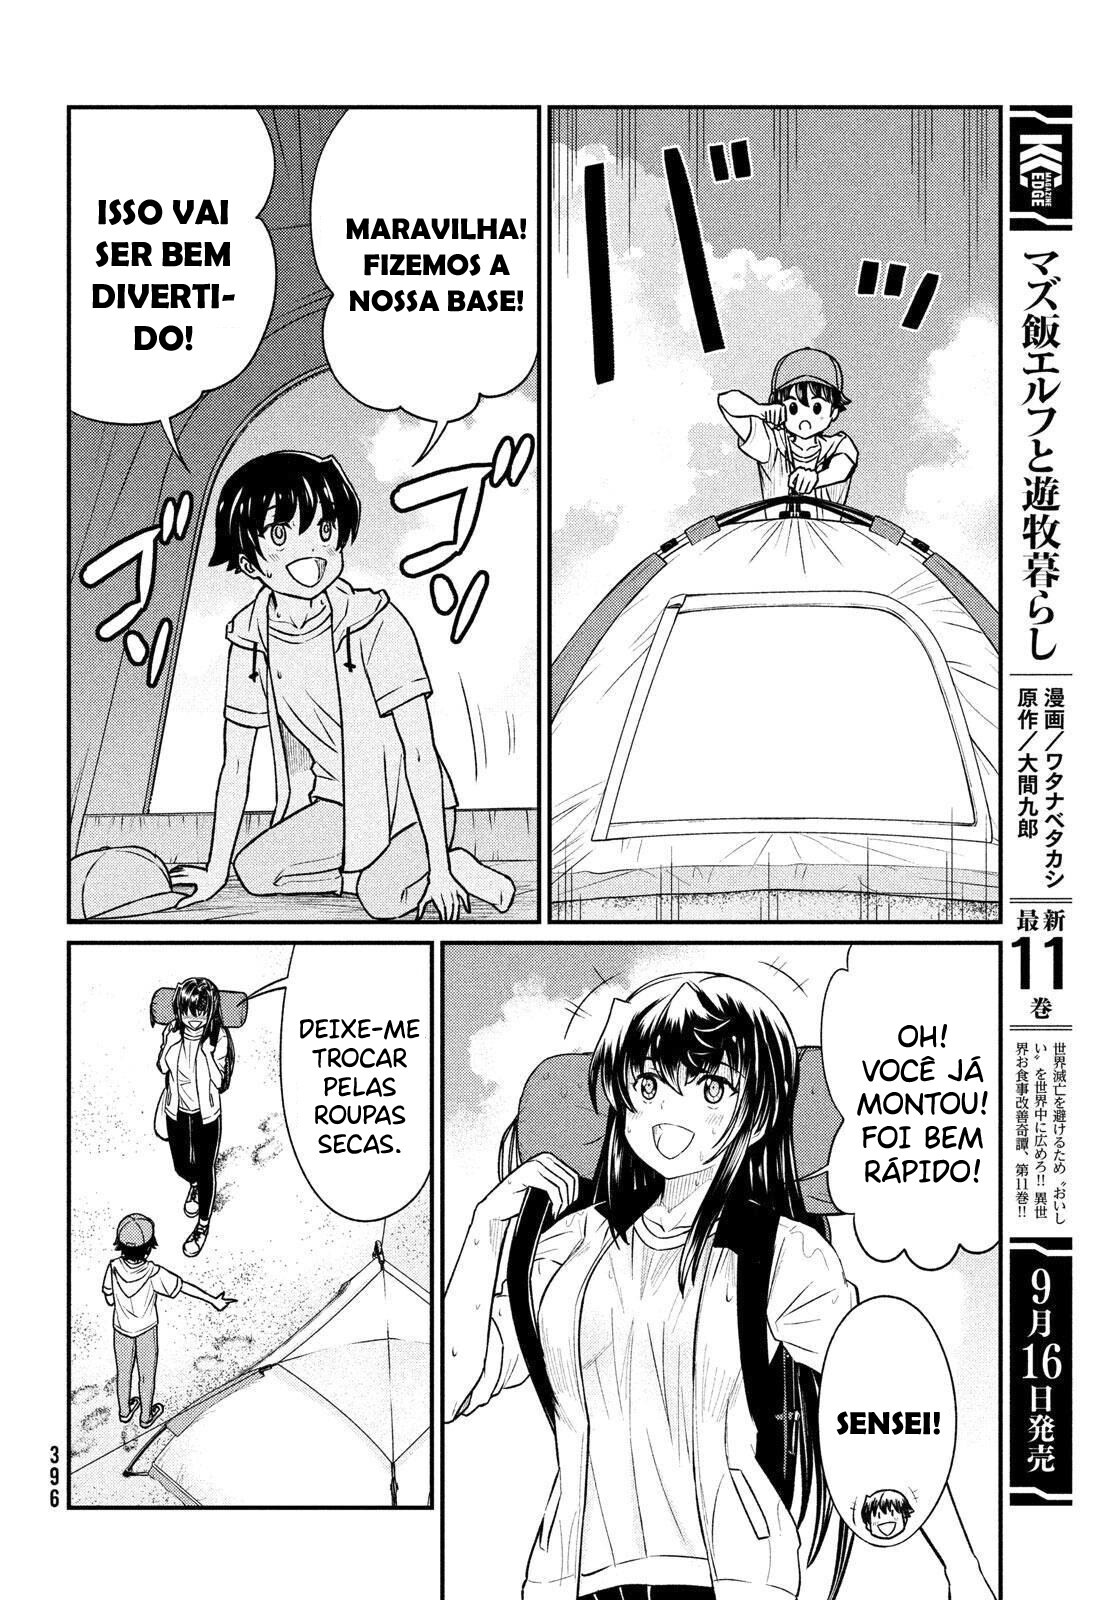 KC
MAGAZINE
EDGE
マズ飯エルフと遊牧暮らし
漫画/ワタナベタカシ
原作/大間九郎
最新
11
巻
世界滅亡を避けるため〝おいし
い〟を世界中に広めろ!! 異世
界お食事改善奇譚、第11巻!!
9月16日発売
バッ
MARAVILHA!
FIZEMOS A
NOSSA BASE!
ISSO VAI
SER BEM
DIVERTI-
DO!
ゴソ
ゴソ
OH!
VOCÊ JÁ
MONTOU!
FOI BEM
RÁPIDO!
SENSEI!
DEIXE-ME
TROCAR
PELAS
ROUPAS
SECAS.
396